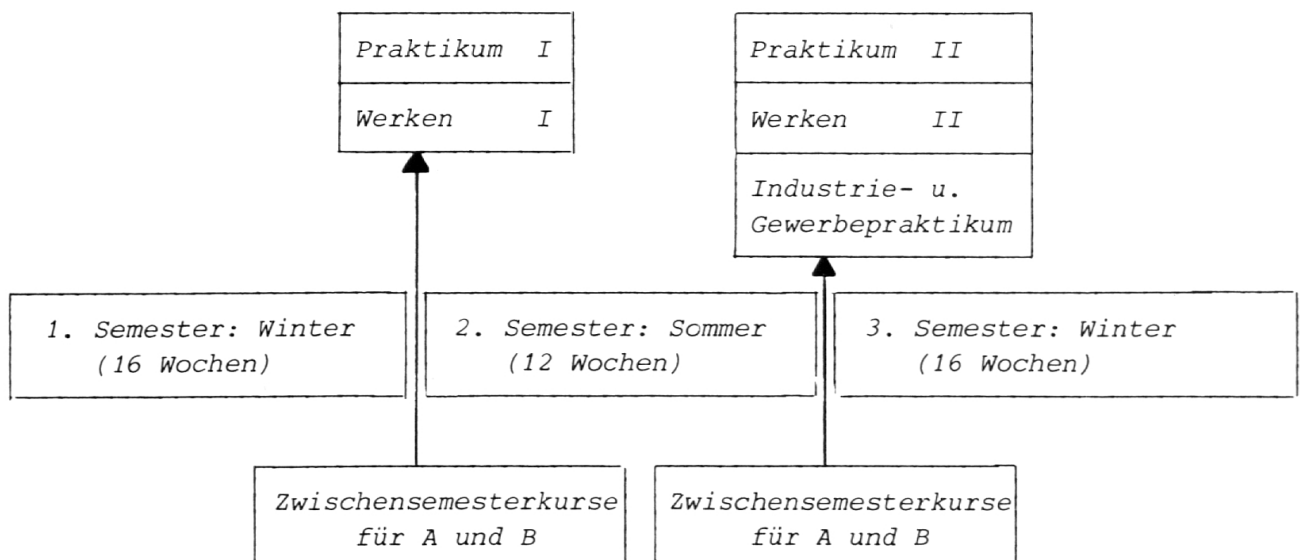 Praktikum I
Werken I
Praktikum II
Werken II
Industrie- u.
Gewerbepraktikum
1. Semester: Winter
(16 Wochen)
2. Semester: Sommer
(12 Wochen)
3. Semester: Winter
(16 Wochen)
Zwischensemesterkurse
für A und B
Zwischensemesterkurse
für A und B